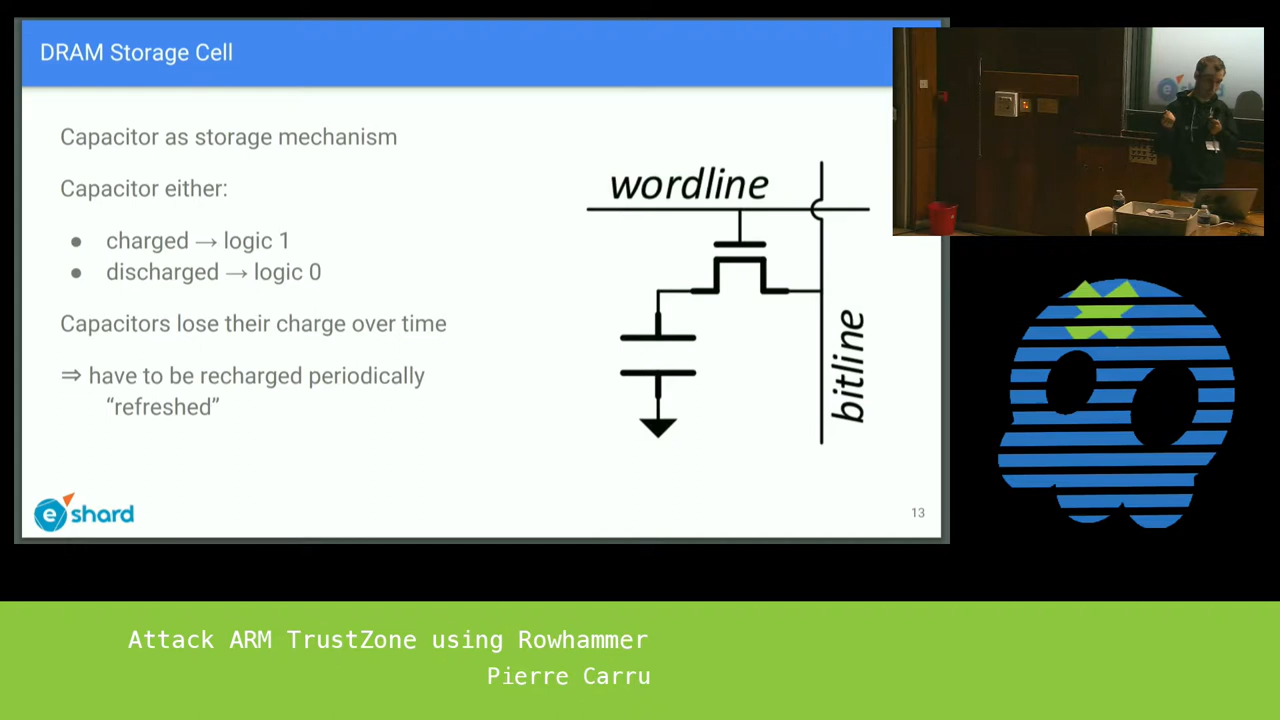 DRAM Storage Cell
Capacitor as storage mechanism
Capacitor either:
● charged → logic 1
● discharged → logic 0
Capacitors lose their charge over time
⇒ have to be recharged periodically
“refreshed”
wordline
bitline
eshard
13
Attack ARM TrustZone using Rowhammer
Pierre Carru